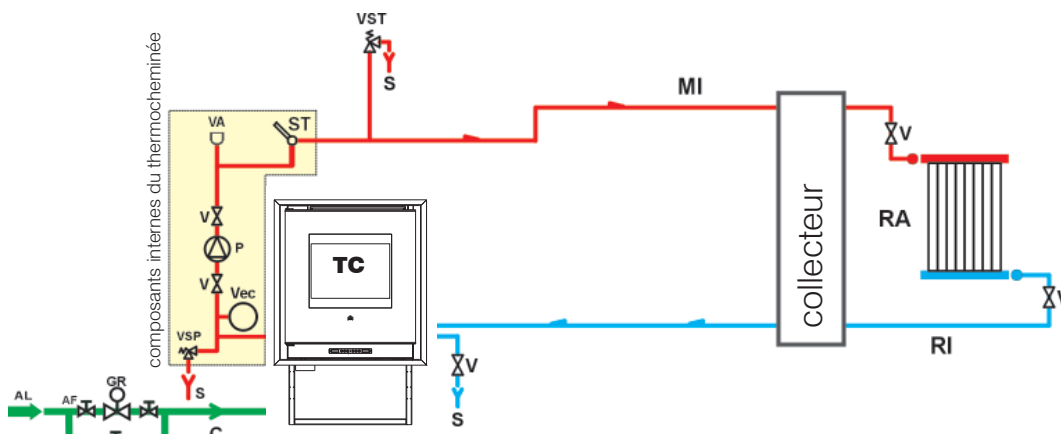 VST
S
composants internes du thermocheminée
VA
ST
MI
V
V
P
V
Vec
VSP
S
TC
collecteur
RA
V
RI
V
S
AL
AF
GR